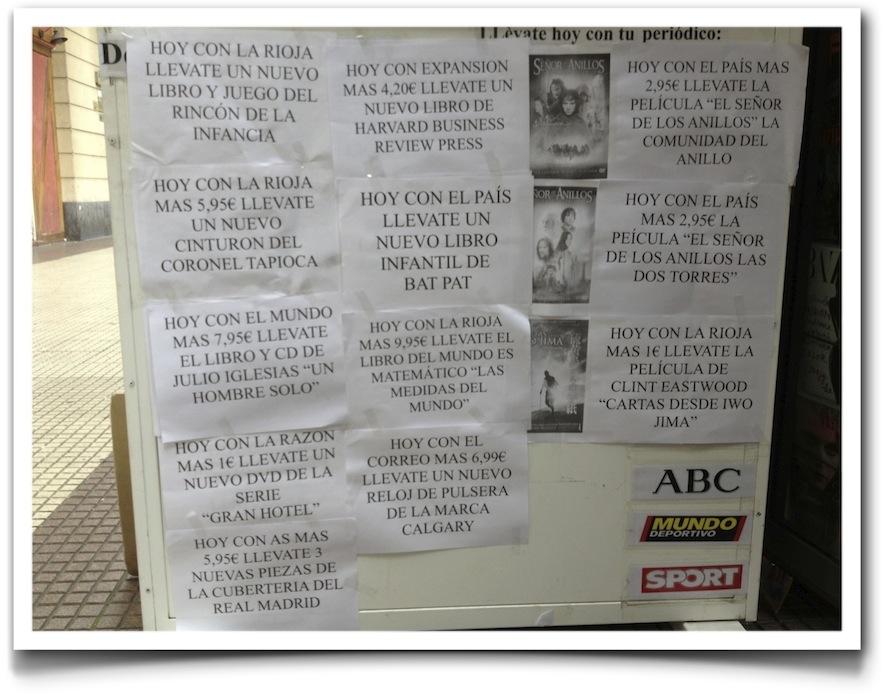 LLévate hoy con tu periódico:
HOY CON LA RIOJA
LLEVATE UN NUEVO
LIBRO Y JUEGO DEL
RINCÓN DE LA
INFANCIA
HOY CON LA RIOJA
MAS 5,95€ LLEVATE
UN NUEVO
CINTURON DEL
CORONEL TAPIOCA
HOY CON EL MUNDO
MAS 7,95€ LLEVATE
EL LIBRO Y CD DE
JULIO IGLESIAS “UN
HOMBRE SOLO”
HOY CON LA RAZON
MAS 1€ LLEVATE UN
NUEVO DVD DE LA
SERIE
“GRAN HOTEL”
HOY CON AS MAS
5,95€ LLEVATE 3
NUEVAS PIEZAS DE
LA CUBERTERIA DEL
REAL MADRID
HOY CON EXPANSION
MAS 4,20€ LLEVATE UN
NUEVO LIBRO DE
HARVARD BUSINESS
REVIEW PRESS
HOY CON EL PAÍS
LLEVATE UN
NUEVO LIBRO
INFANTIL DE
BAT PAT
HOY CON LA RIOJA
MAS 9,95€ LLEVATE EL
LIBRO DEL MUNDO ES
MATEMÁTICO “LAS
MEDIDAS DEL
MUNDO”
HOY CON EL
CORREO MAS 6,99€
LLEVATE UN NUEVO
RELOJ DE PULSERA
DE LA MARCA
CALGARY
SEÑOR DE LOS ANILLOS
HOY CON EL PAÍS MAS
2,95€ LLEVATE LA
PELÍCULA “EL SEÑOR
DE LOS ANILLOS” LA
COMUNIDAD DEL
ANILLO
ANILLOS
HOY CON EL PAÍS
MAS 2,95€ LA
PEÍCULA “EL SEÑOR
DE LOS ANILLOS LAS
DOS TORRES”
JIMA
HOY CON LA RIOJA
MAS 1€ LLEVATE LA
PELÍCULA DE
CLINT EASTWOOD
“CARTAS DESDE IWO
JIMA”
ABC
MUNDO
DEPORTIVO
SPORT